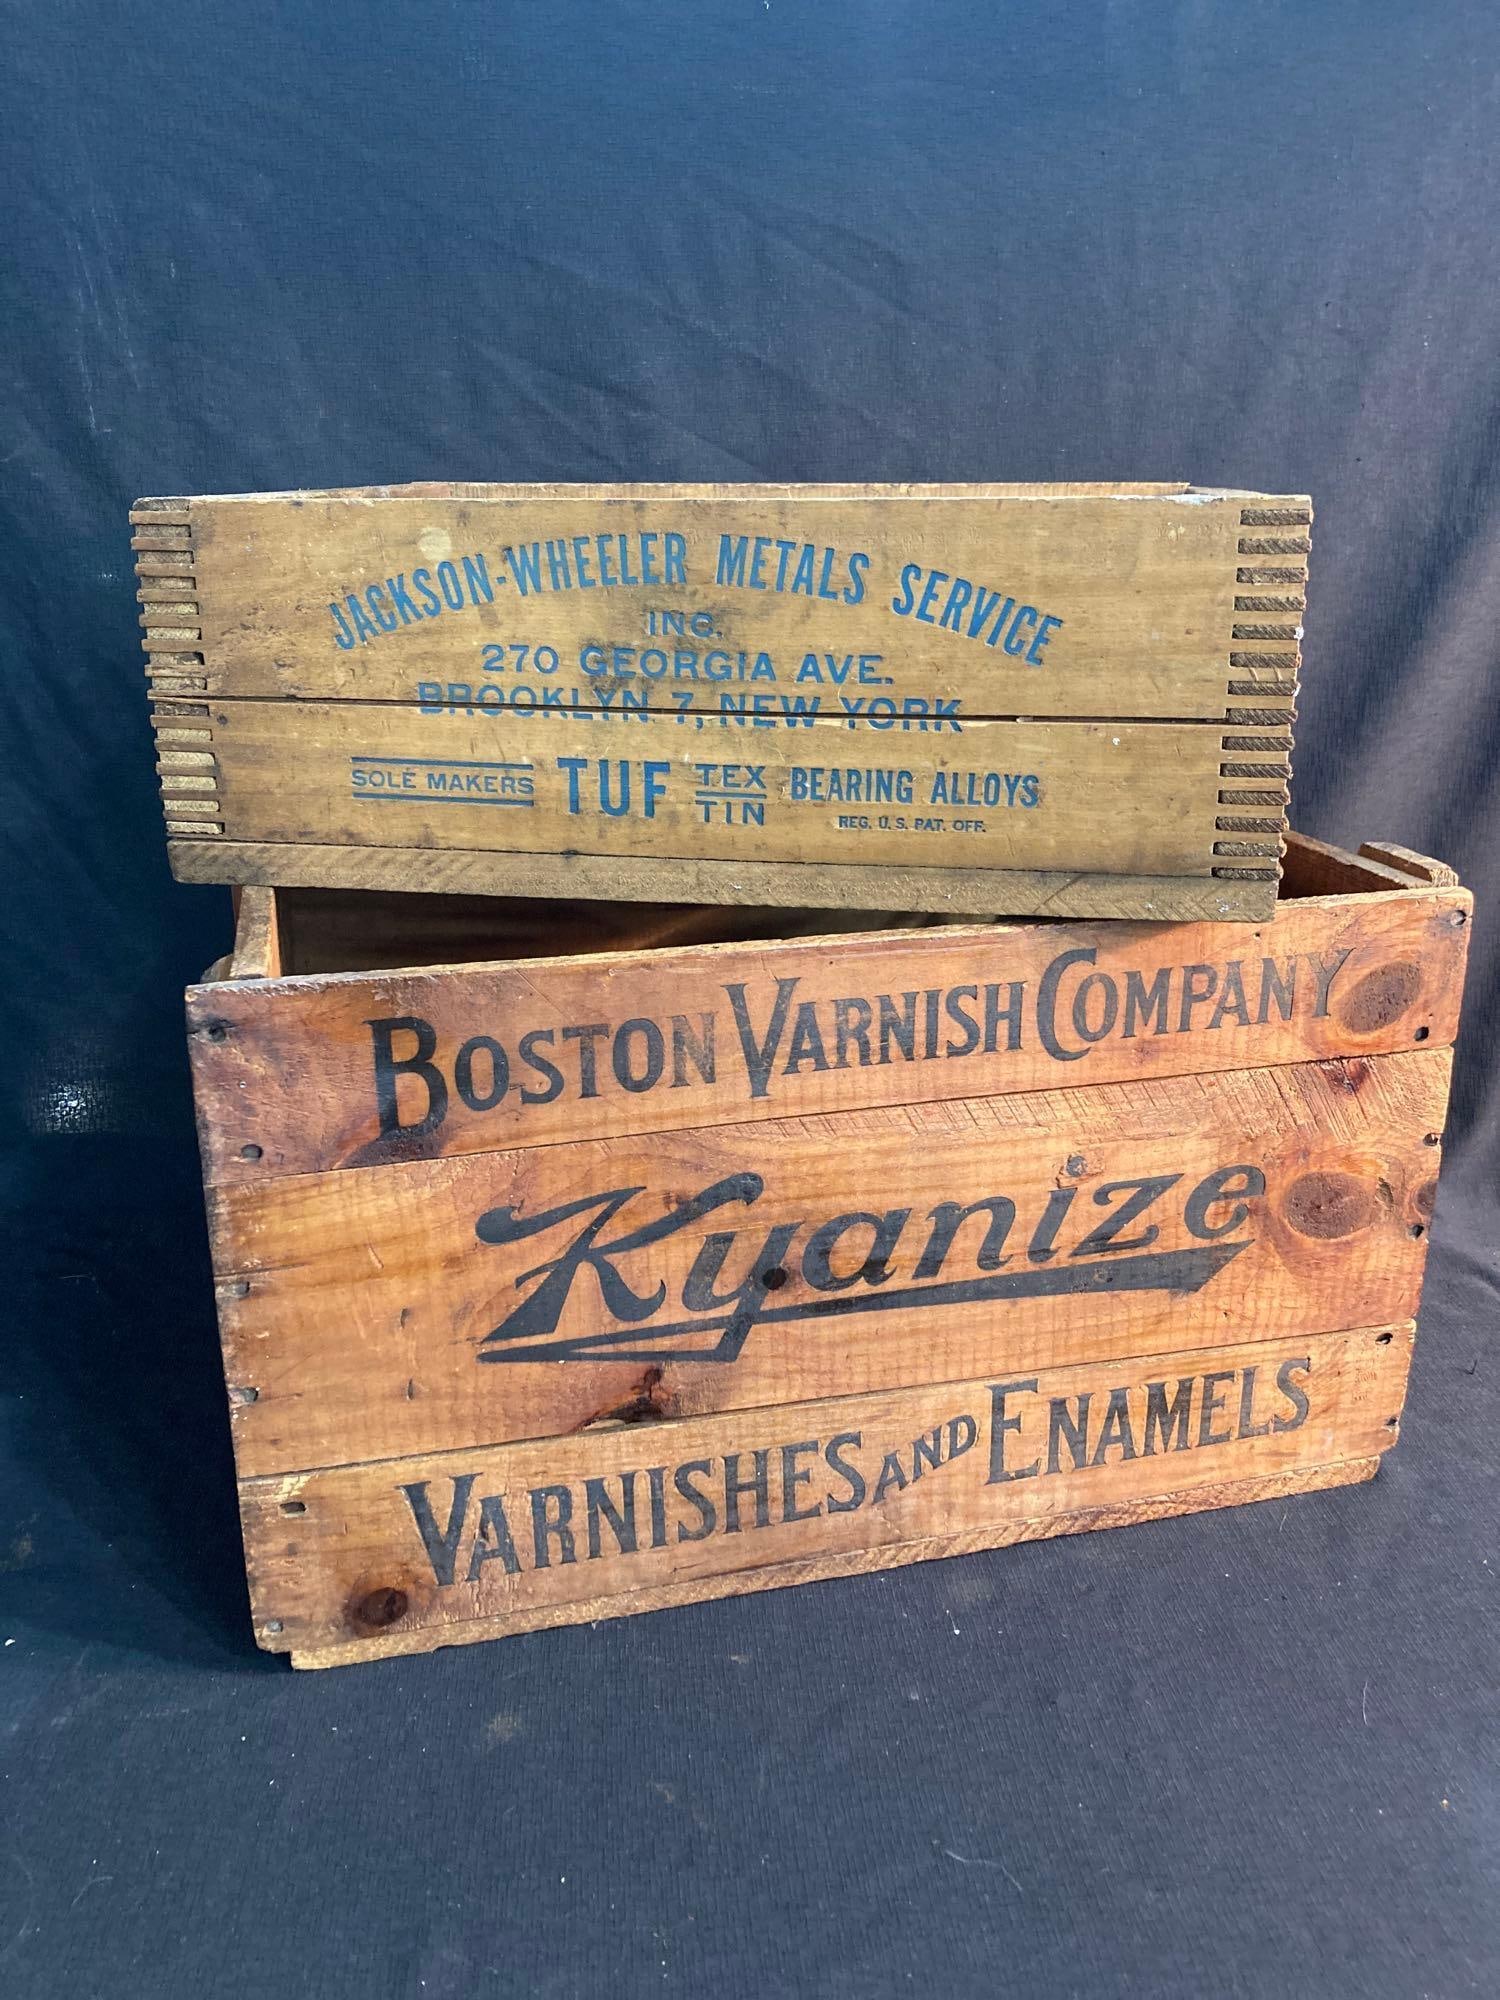 JACKSON-WHEELER METALS SERVICE
INC.
270 GEORGIA AVE.
BROOKLYN 7, NEW YORK
SOLE MAKERS TUF TEX TIN BEARING ALLOYS
REG. U. S. PAT. OFF.
BOSTON VARNISH COMPANY
Kyanize
VARNISHES AND ENAMELS